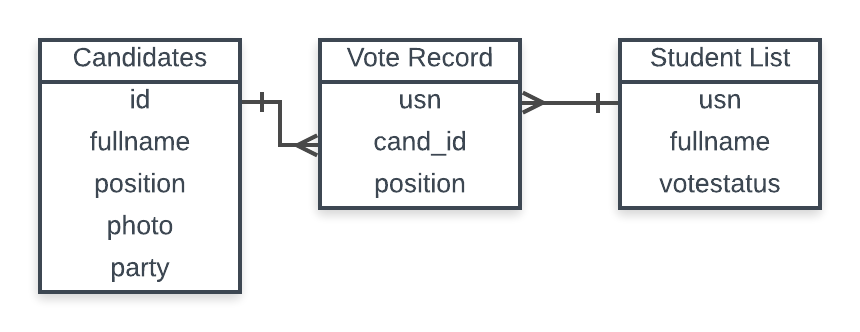 Candidates
id
fullname
position
photo
party
Vote Record
usn
cand_id
position
Student List
usn
fullname
votestatus